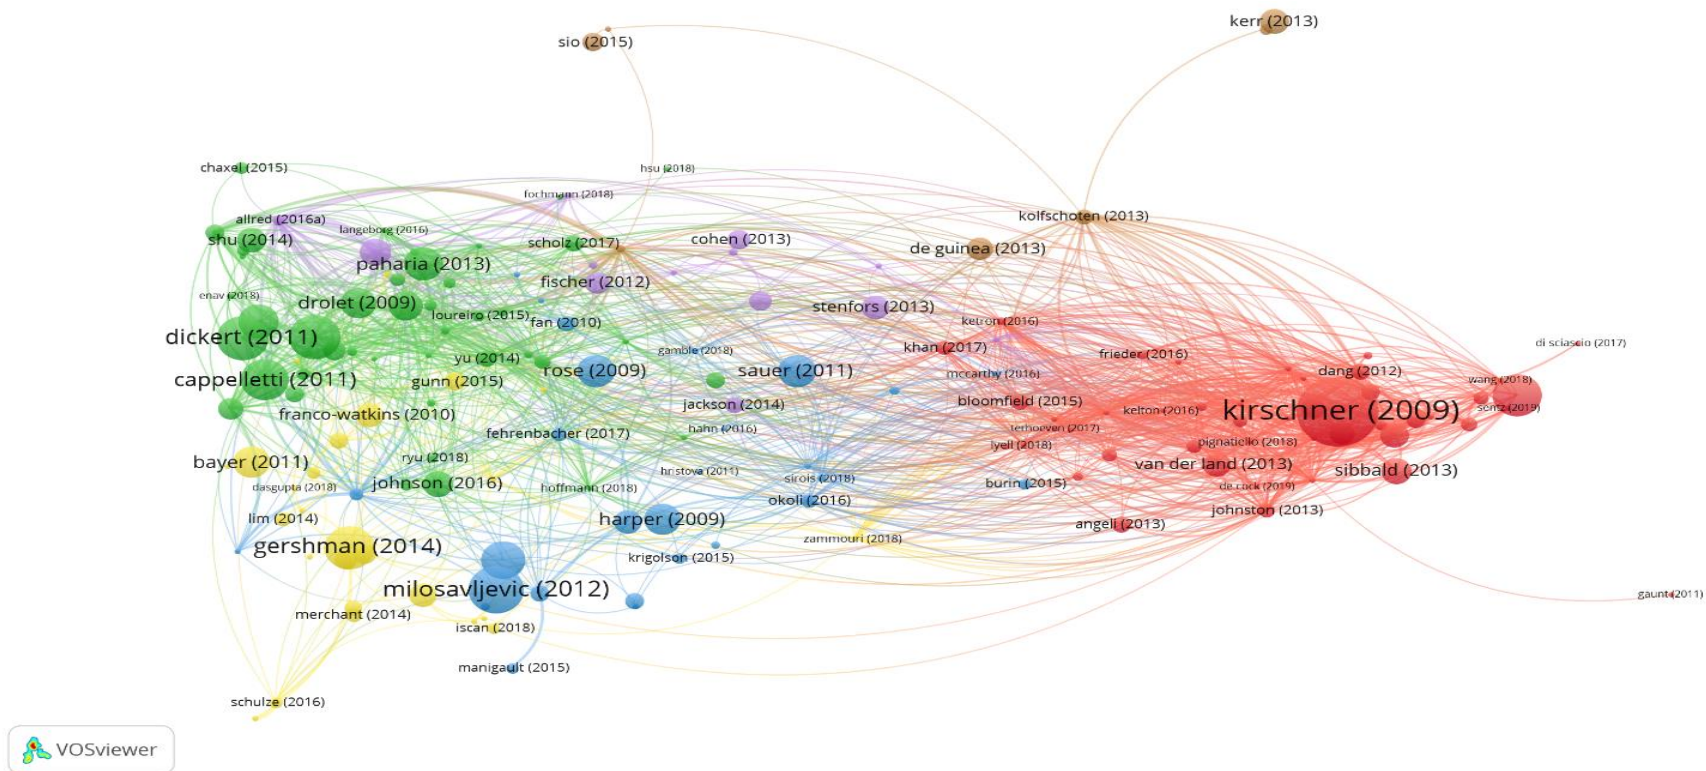 kerr (2013)
sio (2015)
chaxel (2015)
hsu (2018)
fochmann (2018)
allred (2016a)
kolfschoten (2013)
langeborg (2016)
shu (2014)
scholz (2017)
cohen (2013)
de guinea (2013)
paharia (2013)
fischer (2012)
enav (2018)
drolet (2009)
stenfors (2013)
loureiro (2015)
fan (2010)
ketron (2016)
dickert (2011)
khan (2017)
di sciascio (2017)
gamble (2018)
frieder (2016)
yu (2014)
rose (2009)
sauer (2011)
mccarthy (2016)
dang (2012)
cappelletti (2011)
gunn (2015)
wang (2018)
bloomfield (2015)
jackson (2014)
kelton (2016)
kirschner (2009)
sentz (2019)
franco-watkins (2010)
fehrenbacher (2017)
hahn (2016)
terhoeven (2017)
lyell (2018)
pignatiello (2018)
bayer (2011)
ryu (2018)
van der land (2013)
sibbald (2013)
hristova (2011)
sirois (2018)
johnson (2016)
burin (2015)
dasgupta (2018)
hoffmann (2018)
de cock (2019)
okoli (2016)
johnston (2013)
lim (2014)
harper (2009)
angeli (2013)
zammouri (2018)
gershman (2014)
krigolson (2015)
milosavljevic (2012)
gaunt (2011)
merchant (2014)
iscan (2018)
manigault (2015)
schulze (2016)
VOSviewer